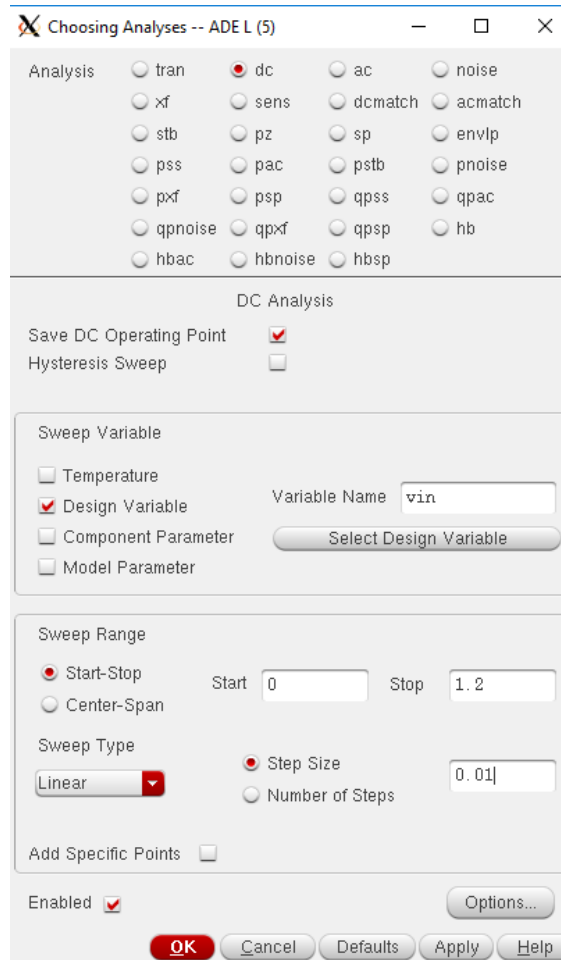 Choosing Analyses -- ADE L (5)
Analysis tran dc ac noise
xf sens dcmatch acmatch
stb pz sp envlp
pss pac pstb pnoise
pxf psp qpss qpac
qpnoise qpxf qpsp hb
hbac hbnoise hbsp
DC Analysis
Save DC Operating Point
Hysteresis Sweep
Sweep Variable
Temperature
Design Variable
Component Parameter
Model Parameter
Variable Name vin
Select Design Variable
Sweep Range
Start-Stop
Center-Span
Start 0 Stop 1.2
Sweep Type
Linear
Step Size
Number of Steps
0.01
Add Specific Points
Enabled
Options...
OK Cancel Defaults Apply Help